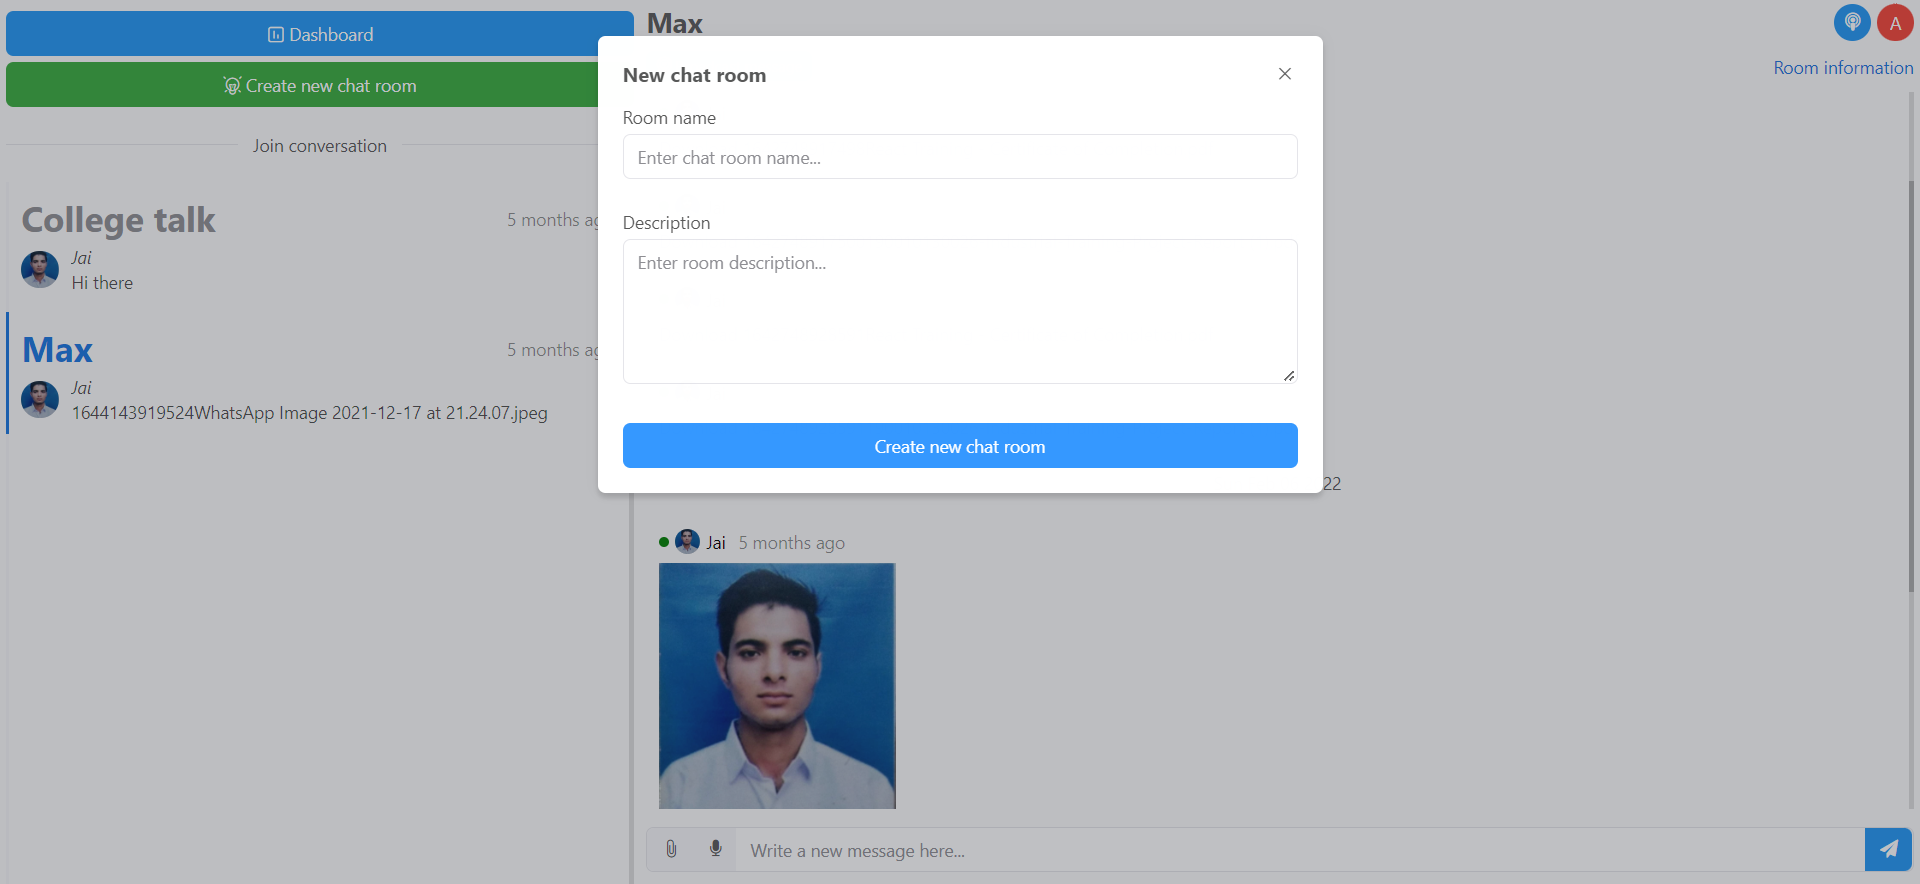 Dashboard
Create new chat room
Join conversation
College talk
5 months
Jai
Hi there
Max
5 months
Jai
1644143919524WhatsApp Image 2021-12-17 at 21.24.07.jpeg
Max
A
Room information
New chat room
Room name
Enter chat room name...
Description
Enter room description...
Create new chat room
22
Jai 5 months ago
Write a new message here...